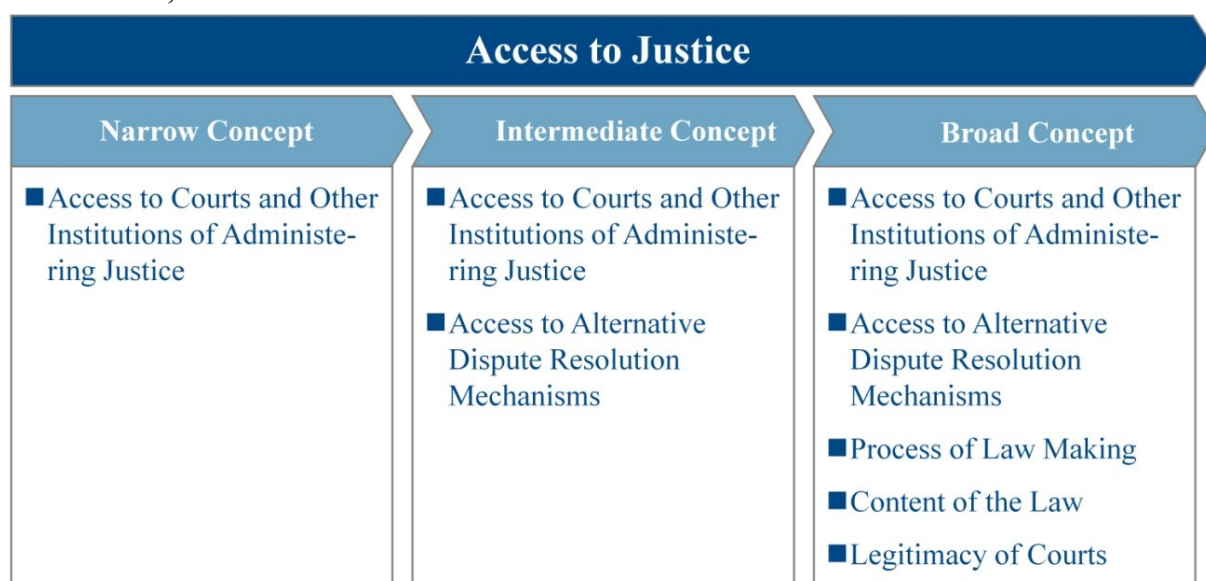 Access to Justice
Narrow Concept
■ Access to Courts and Other
Institutions of Administe-
ring Justice
Intermediate Concept
■ Access to Courts and Other
Institutions of Administe-
ring Justice
■ Access to Alternative
Dispute Resolution
Mechanisms
Broad Concept
■ Access to Courts and Other
Institutions of Administe-
ring Justice
■ Access to Alternative
Dispute Resolution
Mechanisms
■ Process of Law Making
■ Content of the Law
■ Legitimacy of Courts